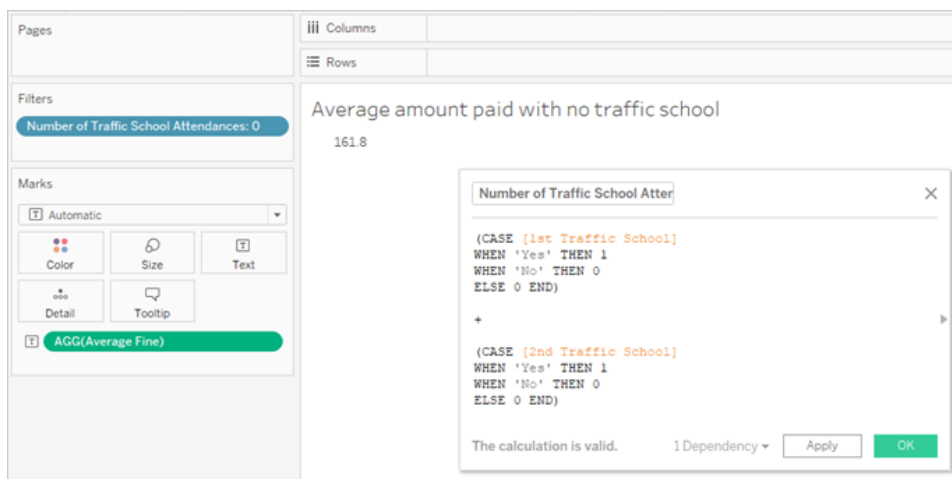 Pages
iii Columns
Rows
Filters
Number of Traffic School Attendances: 0
Average amount paid with no traffic school
161.8
Marks
T Automatic
Color
Size
T
Text
Detail
Tooltip
T AGG(Average Fine)
Number of Traffic School Atter
(CASE [1st Traffic School]
WHEN 'Yes' THEN 1
WHEN 'No' THEN 0
ELSE 0 END)
+
(CASE [2nd Traffic School]
WHEN 'Yes' THEN 1
WHEN 'No' THEN 0
ELSE 0 END)
The calculation is valid.
1 Dependency
Apply
OK